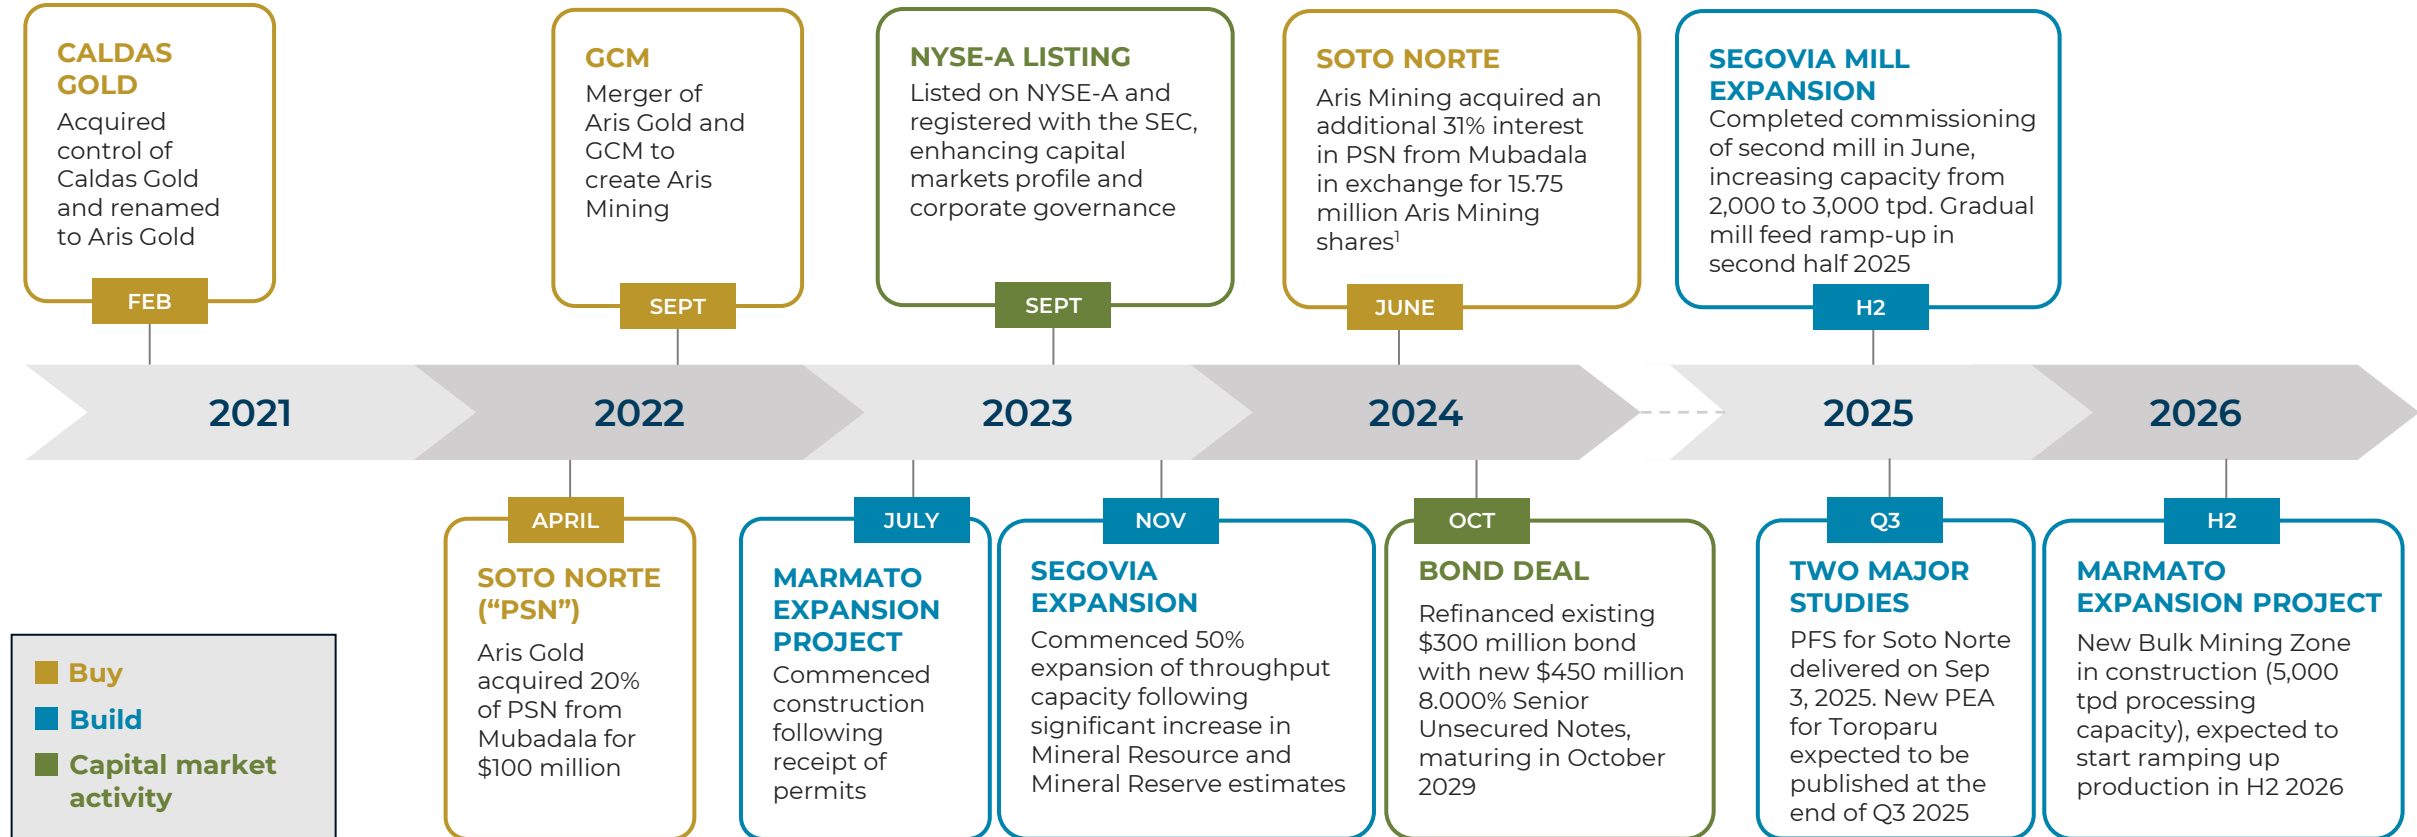 CALDAS
GOLD
Acquired
control of
Caldas Gold
and renamed
to Aris Gold
FEB
GCM
Merger of
Aris Gold and
GCM to
create Aris
Mining
SEPT
NYSE-A LISTING
Listed on NYSE-A and
registered with the SEC,
enhancing capital
markets profile and
corporate governance
SEPT
SOTO NORTE
Aris Mining acquired an
additional 31% interest
in PSN from Mubadala
in exchange for 15.75
million Aris Mining
shares¹
JUNE
SEGOVIA MILL
EXPANSION
Completed commissioning
of second mill in June,
increasing capacity from
2,000 to 3,000 tpd. Gradual
mill feed ramp-up in
second half 2025
H2
2021
2022
2023
2024
2025
2026
APRIL
SOTO NORTE
(“PSN”)
Aris Gold
acquired 20%
of PSN from
Mubadala for
$100 million
JULY
MARMATO
EXPANSION
PROJECT
Commenced
construction
following
receipt of
permits
NOV
SEGOVIA
EXPANSION
Commenced 50%
expansion of throughput
capacity following
significant increase in
Mineral Resource and
Mineral Reserve estimates
OCT
BOND DEAL
Refinanced existing
$300 million bond
with new $450 million
8.000% Senior
Unsecured Notes,
maturing in October
2029
Q3
TWO MAJOR
STUDIES
PFS for Soto Norte
delivered on Sep
3, 2025. New PEA
for Toroparu
expected to be
published at the
end of Q3 2025
H2
MARMATO
EXPANSION PROJECT
New Bulk Mining Zone
in construction (5,000
tpd processing
capacity), expected to
start ramping up
production in H2 2026
Buy
Build
Capital market
activity